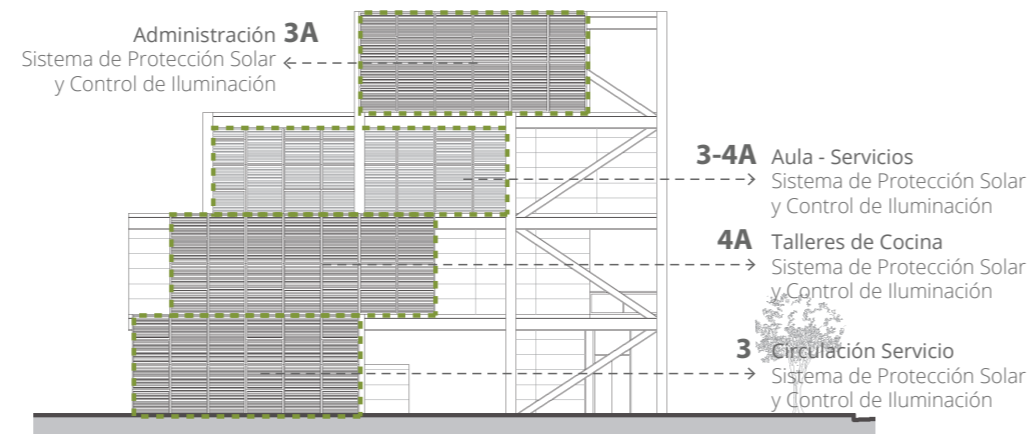 Administración 3A
Sistema de Protección Solar
y Control de Iluminación
3-4A Aula - Servicios
Sistema de Protección Solar
y Control de Iluminación
4A Talleres de Cocina
Sistema de Protección Solar
y Control de Iluminación
3 Circulación Servicio
Sistema de Protección Solar
y Control de Iluminación